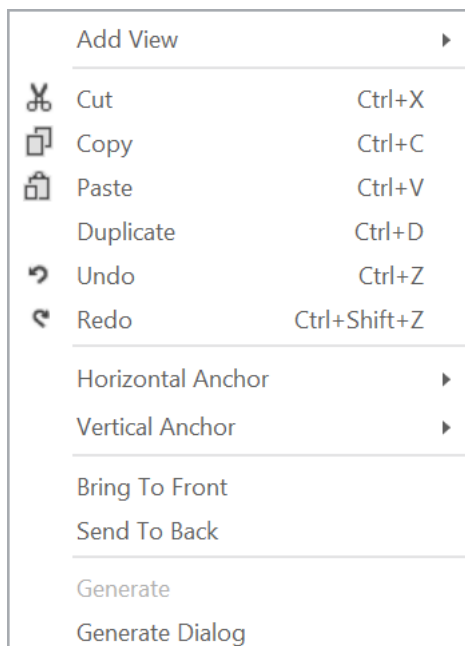 Add View
Cut Ctrl+X
Copy Ctrl+C
Paste Ctrl+V
Duplicate Ctrl+D
Undo Ctrl+Z
Redo Ctrl+Shift+Z
Horizontal Anchor
Vertical Anchor
Bring To Front
Send To Back
Generate
Generate Dialog